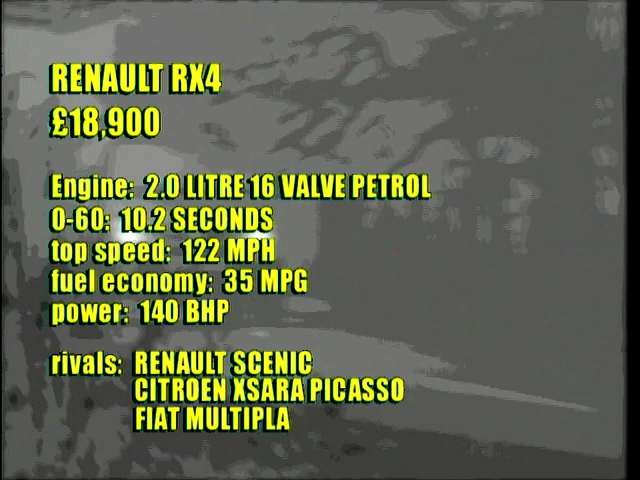 RENAULT RX4
£18,900
Engine: 2.0 LITRE 16 VALVE PETROL
0-60: 10.2 SECONDS
top speed: 122 MPH
fuel economy: 35 MPG
power: 140 BHP
rivals: RENAULT SCENIC
CITROEN XSARA PICASSO
FIAT MULTIPLA